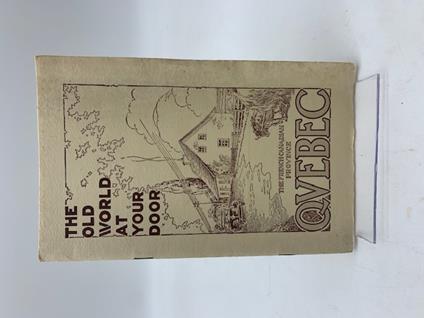 THE
OLD
WORLD
AT
YOUR
DOOR
QVEBEC
THE FRENCH CANADIAN
PROVINCE